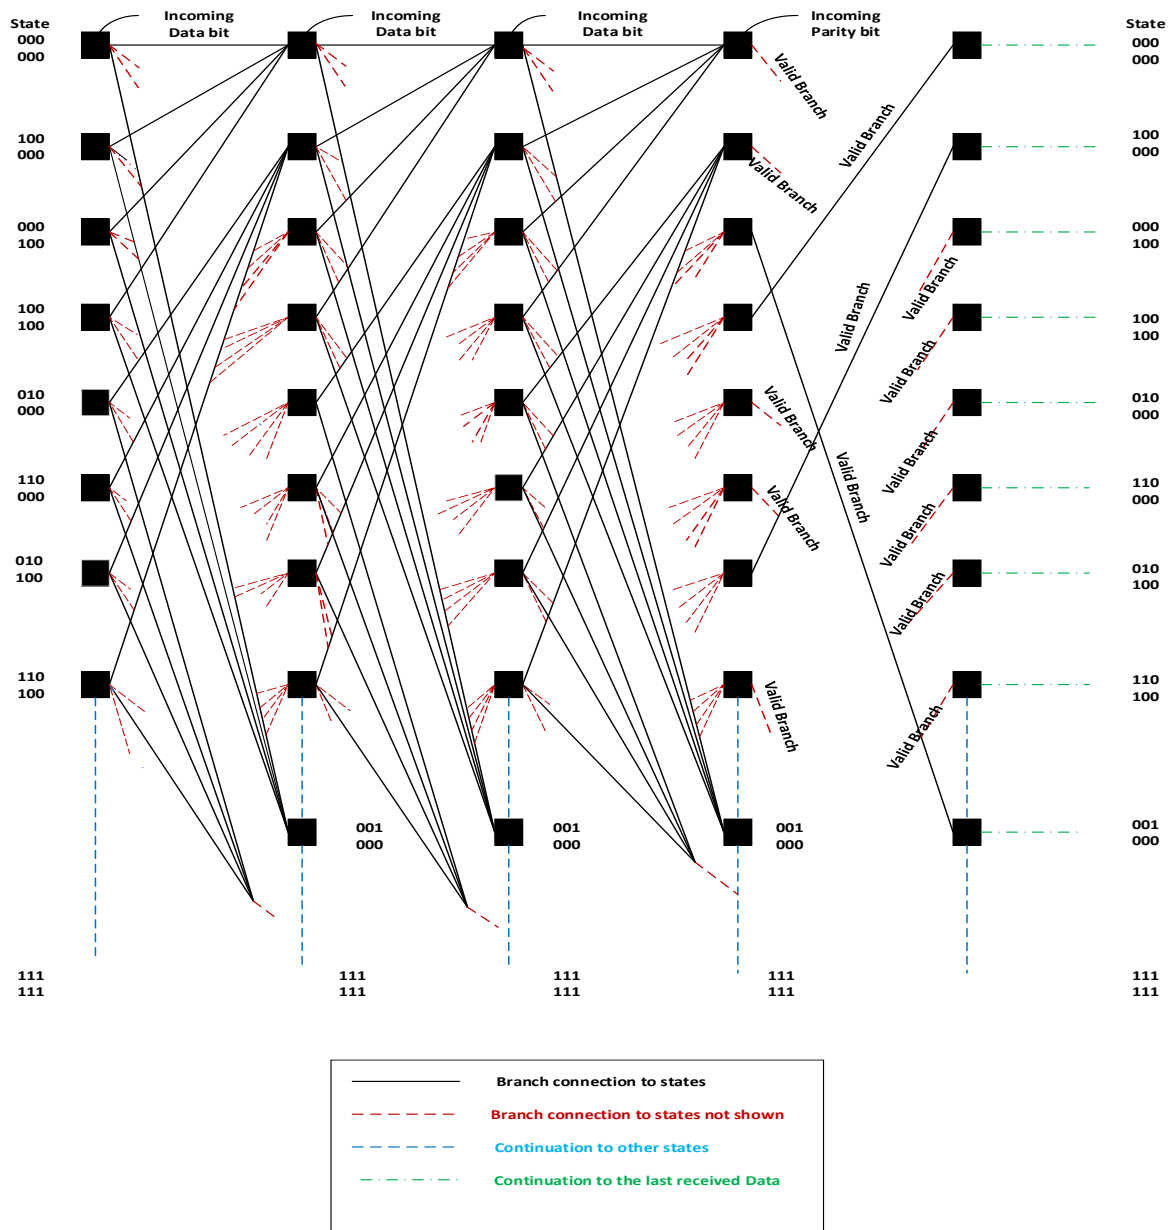 State
000
000
Incoming
Data bit
Incoming
Data bit
Incoming
Data bit
Incoming
Parity bit
State
000
000
Valid Branch
Valid Branch
100
000
Valid Branch
100
000
000
100
000
100
Valid Branch
Valid Branch
100
100
100
100
Valid Branch
010
000
Valid Branch
010
000
Valid Branch
Valid Branch
110
000
Valid Branch
110
000
Valid Branch
010
100
Valid Branch
010
100
110
100
Valid Branch
Valid Branch
110
100
001
000
001
000
001
000
001
000
111
111
111
111
111
111
111
111
111
111
Branch connection to states
Branch connection to states not shown
Continuation to other states
Continuation to the last received Data